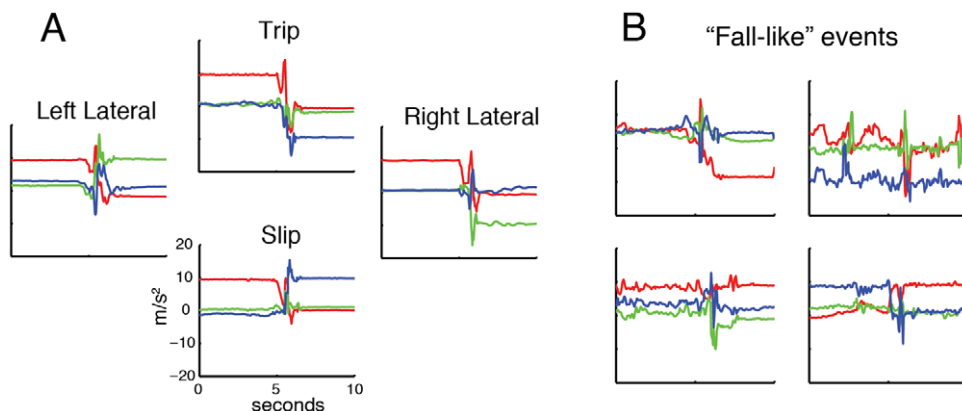 A
B
Trip
“Fall-like” events
Left Lateral
Right Lateral
Slip
20
10
0
−10
−20
m/s²
0
5
10
seconds